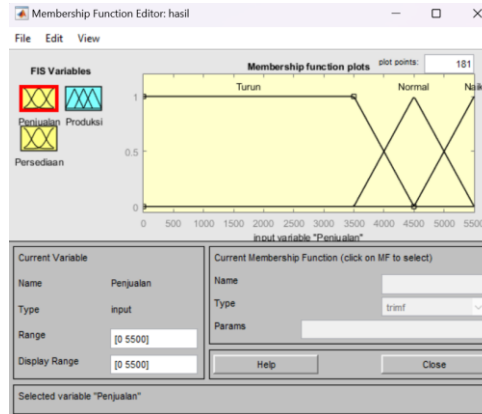 Membership Function Editor: hasil
File Edit View
FIS Variables
Penjualan Produksi
Persediaan
Membership function plots
plot points: 181
Turun Normal Naik
1
0.5
0
0 500 1000 1500 2000 2500 3000 3500 4000 4500 5000 5500
input variable "Penjualan"
Current Variable
Name Penjualan
Type input
Range [0 5500]
Display Range [0 5500]
Current Membership Function (click on MF to select)
Name
Type trimf
Params
Help Close
Selected variable "Penjualan"